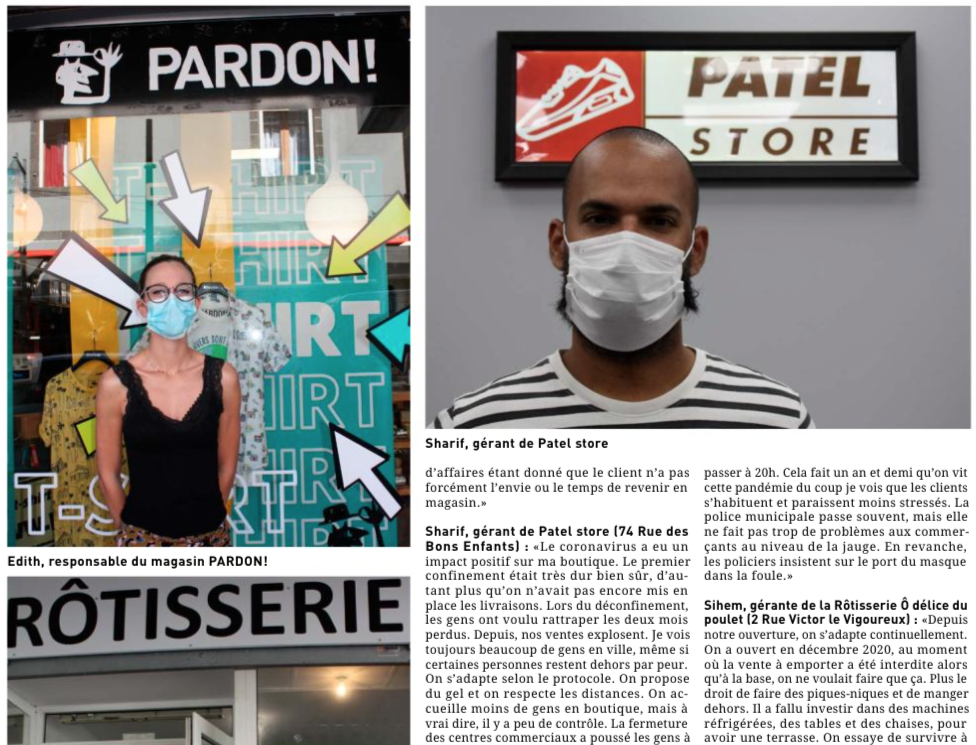 PARDON!
T-SHIRT
HIRT
HIRT
HIRT
HIRT
HIRT
HIRT
T-S RT
Edith, responsable du magasin PARDON!
RÔTISSERIE
PATEL
STORE
Sharif, gérant de Patel store
d'affaires étant donné que le client n'a pas
forcément l'envie ou le temps de revenir en
magasin.»
Sharif, gérant de Patel store (74 Rue des
Bons Enfants) : «Le coronavirus a eu un
impact positif sur ma boutique. Le premier
confinement était très dur bien sûr, d'au-
tant plus qu'on n'avait pas encore mis en
place les livraisons. Lors du déconfinement,
les gens ont voulu rattraper les deux mois
perdus. Depuis, nos ventes explosent. Je vois
toujours beaucoup de gens en ville, même si
certaines personnes restent dehors par peur.
On s'adapte selon le protocole. On propose
du gel et on respecte les distances. On ac-
cueille moins de gens en boutique, mais à
vrai dire, il y a peu de contrôle. La fermeture
des centres commerciaux a poussé les gens à
passer à 20h. Cela fait un an et demi qu'on vit
cette pandémie du coup je vois que les clients
s'habituent et paraissent moins stressés. La
police municipale passe souvent, mais elle
ne fait pas trop de problèmes aux commer-
çants au niveau de la jauge. En revanche,
les policiers insistent sur le port du masque
dans la foule.»
Sihem, gérante de la Rôtisserie Ô délice du
poulet (2 Rue Victor le Vigoureux) : «Depuis
notre ouverture, on s'adapte continuellement.
On a ouvert en décembre 2020, au moment
où la vente à emporter a été interdite alors
qu'à la base, on ne voulait faire que ça. Plus le
droit de faire des piques-niques et de manger
dehors. Il a fallu investir dans des machines
réfrigérées, des tables et des chaises, pour
avoir une terrasse. On essaye de survivre à